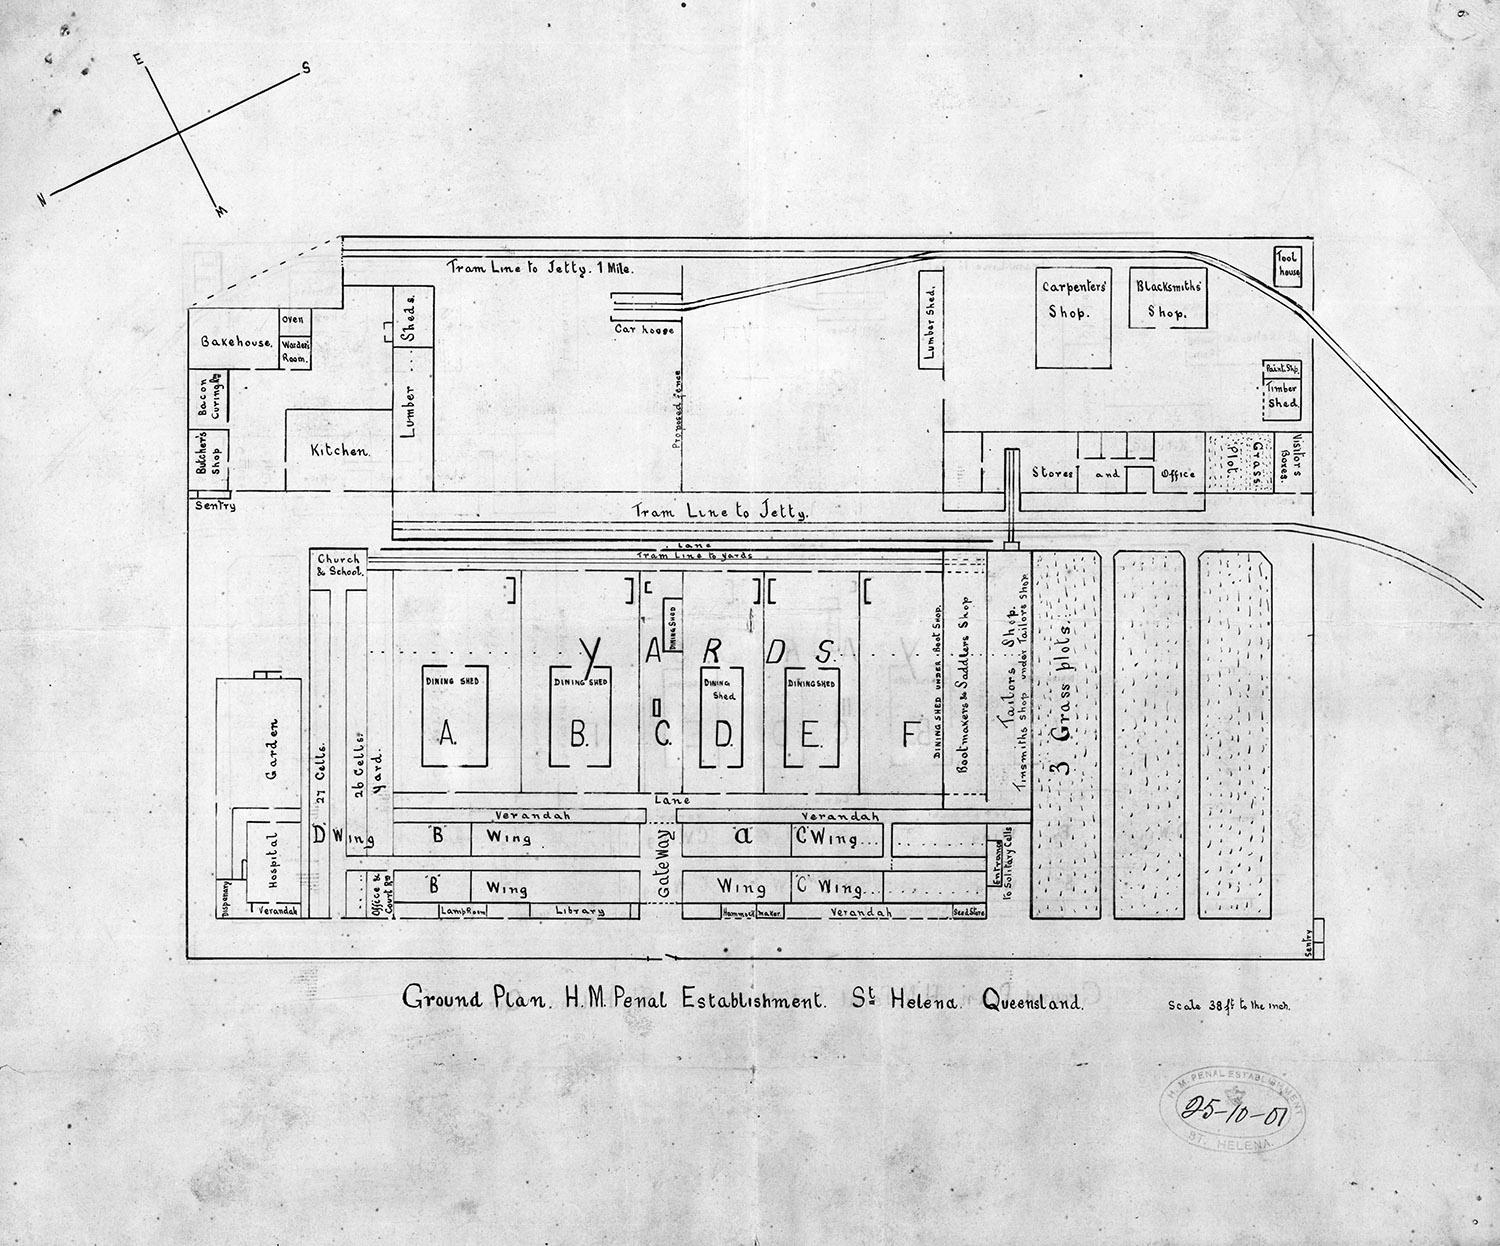 E
S
N
W
Tool
house
Tram Line to Jetty. 1 Mile.
Carpenters'
Shop.
Blacksmiths'
Shop.
Oven
Bakehouse.
Warder's
Room.
Lumber Sheds.
Car house
Lumber Shed.
Proposed fence
Paint Shp.
Timber
Shed.
Bacon
Curing
Butcher's
Shop
Kitchen.
Stores and Office
Grass
Plot.
Visitors
Boxes.
Sentry
Tram Line to Jetty.
Lane
Tram Line to Yards
Church
& School.
YARDS.
DINING SHED
DINING SHED
DINING SHED
DINING
Shed
DINING SHED
A.
B.
C.
D.
E.
F
DINING SHED UNDER Boot Shop.
Bootmakers & Saddlers Shop
Tailors Shop.
Tinsmiths Shop under Tailors Shop
3 Grass plots.
Garden
27 Cells.
26 Cells.
Yard.
Lane
Verandah
Verandah
'D' Wing
'B' Wing
GateWay
a
'C' Wing
Entrance
to Solitary Cells
Hospital
Dispensary
Verandah
Office &
Court Rm
'B' Wing
Wing
'C' Wing
Lamp Room
Library
Hammock maker.
Verandah
Seed Store
Sentry
Ground Plan. H.M. Penal Establishment. St Helena. Queensland.
Scale 38 ft to the inch.
H.M. PENAL ESTABLISHMENT
25-10-01
ST. HELENA.